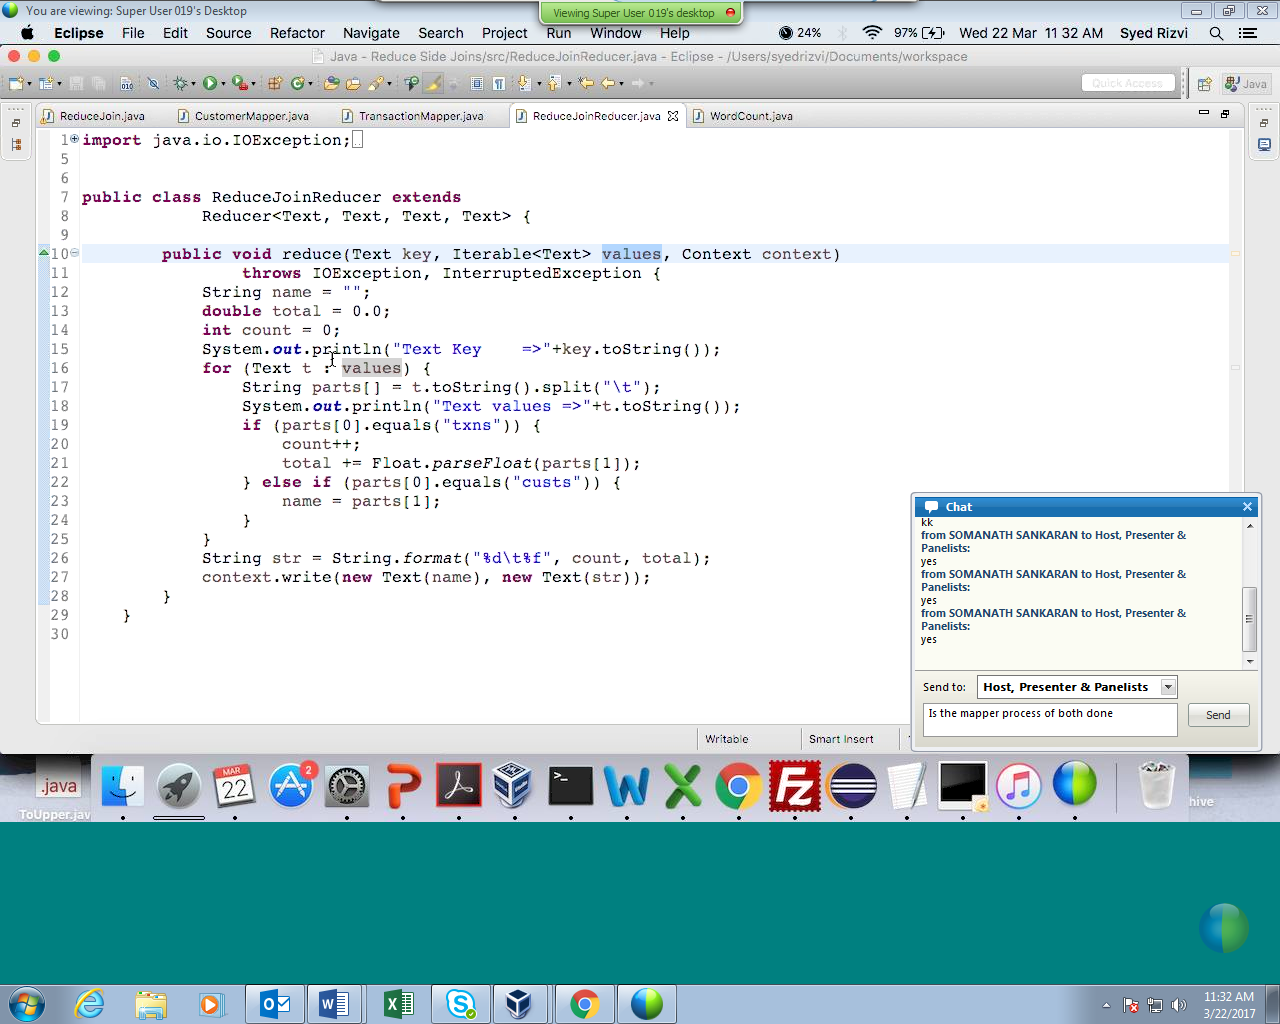 You are viewing: Super User 019's Desktop
Viewing Super User 019's desktop
Eclipse File Edit Source Refactor Navigate Search Project Run Window Help 24% 97% Wed 22 Mar 11 32 AM Syed Rizvi
Java - Reduce Side Joins/src/ReduceJoinReducer.java - Eclipse - /Users/syedrizvi/Documents/workspace
Quick Access Java
ReduceJoin.java CustomerMapper.java TransactionMapper.java ReduceJoinReducer.java WordCount.java
1 import java.io.IOException;
5
6
7 public class ReduceJoinReducer extends
8 Reducer<Text, Text, Text, Text> {
9
10 public void reduce(Text key, Iterable<Text> values, Context context)
11 throws IOException, InterruptedException {
12 String name = "";
13 double total = 0.0;
14 int count = 0;
15 System.out.println("Text Key    =>"+key.toString());
16 for (Text t : values) {
17 String parts[] = t.toString().split("\t");
18 System.out.println("Text values =>"+t.toString());
19 if (parts[0].equals("txns")) {
20 count++;
21 total += Float.parseFloat(parts[1]);
22 } else if (parts[0].equals("custs")) {
23 name = parts[1];
24 }
25 }
26 String str = String.format("%d\t%f", count, total);
27 context.write(new Text(name), new Text(str));
28 }
29 }
30
Chat
kk
from SOMANATH SANKARAN to Host, Presenter &
Panelists:
yes
from SOMANATH SANKARAN to Host, Presenter &
Panelists:
yes
from SOMANATH SANKARAN to Host, Presenter &
Panelists:
yes
Send to: Host, Presenter & Panelists
Is the mapper process of both done
Send
Writable Smart Insert
.java
MAR
22
2
ToUpper.jav
hive
11:32 AM
3/22/2017